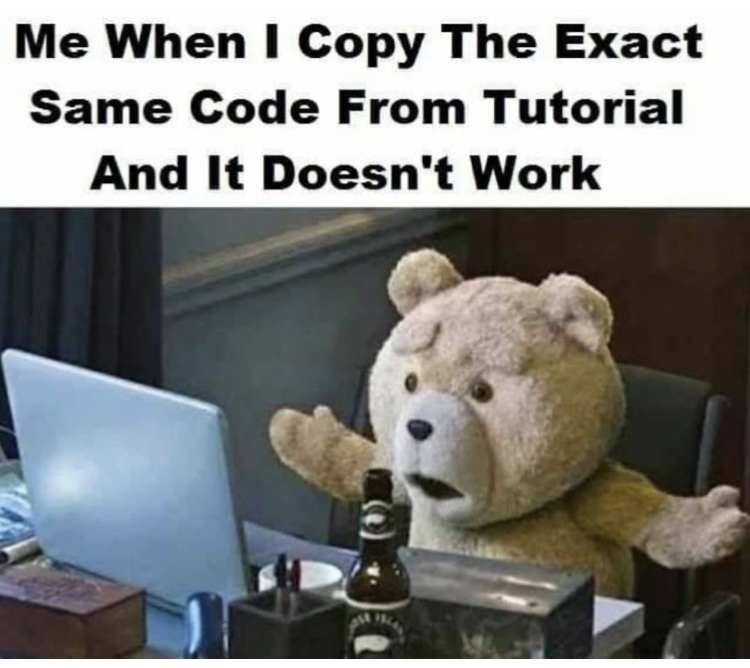 Me When I Copy The Exact
Same Code From Tutorial
And It Doesn't Work